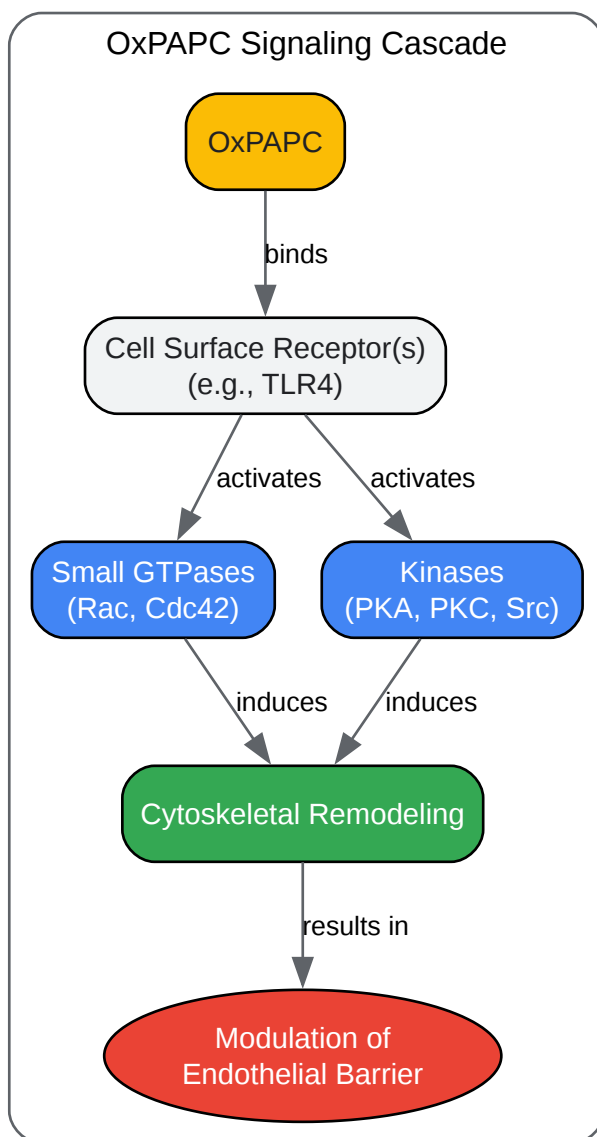 OxPAPC Signaling Cascade
OxPAPC
binds
Cell Surface Receptor(s)
(e.g., TLR4)
activates
activates
Small GTPases
(Rac, Cdc42)
Kinases
(PKA, PKC, Src)
induces
induces
Cytoskeletal Remodeling
results in
Modulation of
Endothelial Barrier